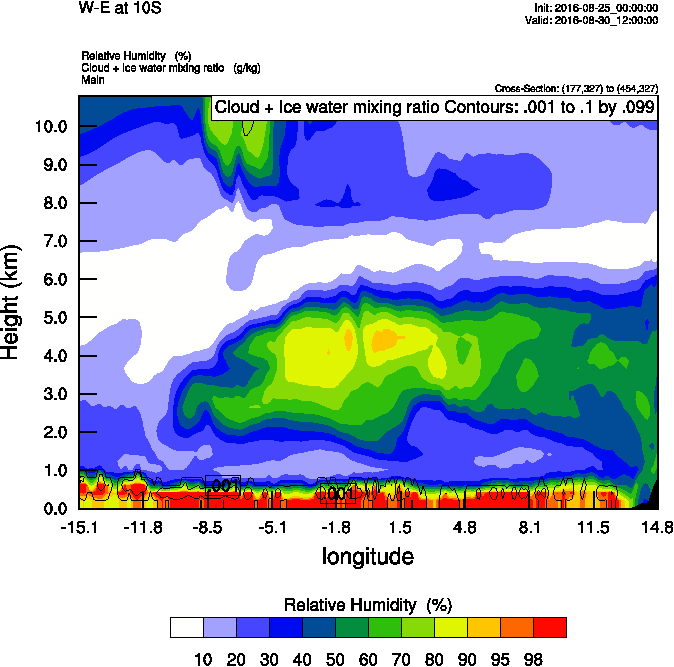 W-E at 10S
Init: 2016-08-25_00:00:00
Valid: 2016-08-30_12:00:00
Relative Humidity (%)
Cloud + Ice water mixing ratio (g/kg)
Main
Cross-Section: (177,327) to (454,327)
Cloud + Ice water mixing ratio Contours: .001 to .1 by .099
10.0
9.0
8.0
7.0
6.0
5.0
4.0
3.0
2.0
1.0
0.0
Height (km)
.001
.001
-15.1 -11.8 -8.5 -5.1 -1.8 1.5 4.8 8.1 11.5 14.8
longitude
Relative Humidity (%)
10 20 30 40 50 60 70 80 90 95 98